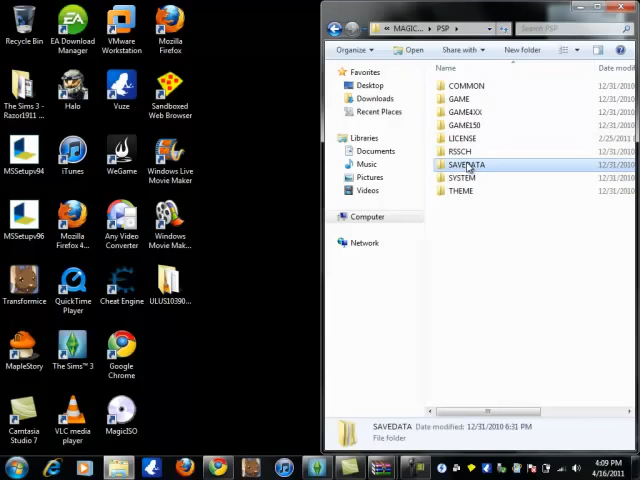 Recycle Bin
EA Download
Manager
VMware
Workstation
Mozilla
Firefox
The Sims 3 -
Razor1911 ...
Halo
Vuze
Sandboxed
Web Browser
MSSetupv94
iTunes
WeGame
Windows Live
Movie Maker
MSSetupv96
Mozilla
Firefox 4...
Any Video
Converter
Windows
Movie Mak...
Transformice
QuickTime
Player
Cheat Engine
ULUS10390...
MapleStory
The Sims™ 3
Google
Chrome
Camtasia
Studio 7
VLC media
player
MagicISO
MAGIC...
PSP
Search PSP
Organize
Open
Share with
New folder
Name
Date modif
Favorites
Desktop
Downloads
Recent Places
Libraries
Documents
Music
Pictures
Videos
Computer
Network
COMMON 12/31/2010
GAME 12/31/2010
GAME4XX 12/31/2010
GAME150 12/31/2010
LICENSE 2/25/2011
RSSCH 12/31/2010
SAVEDATA 12/31/2010
SYSTEM 12/31/2010
THEME 12/31/2010
SAVEDATA Date modified: 12/31/2010 6:31 PM
File folder
4:09 PM
4/16/2011